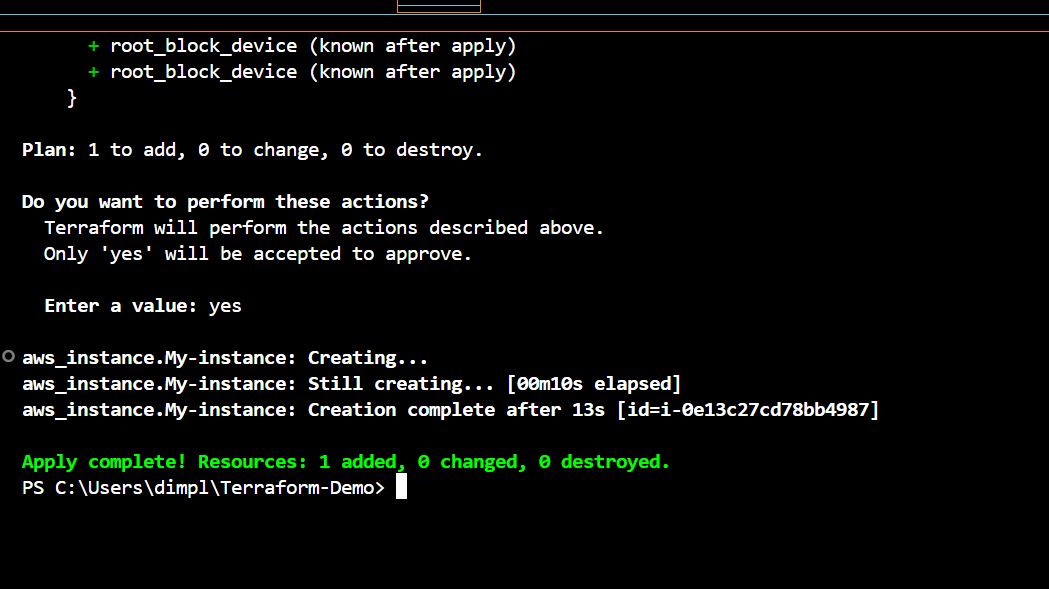 + root_block_device (known after apply)
+ root_block_device (known after apply)
}
Plan: 1 to add, 0 to change, 0 to destroy.
Do you want to perform these actions?
Terraform will perform the actions described above.
Only 'yes' will be accepted to approve.
Enter a value: yes
aws_instance.My-instance: Creating...
aws_instance.My-instance: Still creating... [00m10s elapsed]
aws_instance.My-instance: Creation complete after 13s [id=i-0e13c27cd78bb4987]
Apply complete! Resources: 1 added, 0 changed, 0 destroyed.
PS C:\Users\dimpl\Terraform-Demo>